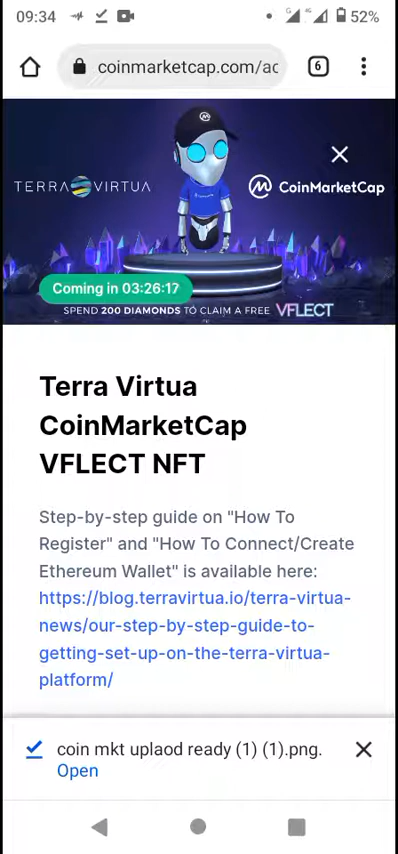 09:34
52%
coinmarketcap.com/ac
6
TERRA VIRTUA
CoinMarketCap
Coming in 03:26:17
SPEND 200 DIAMONDS TO CLAIM A FREE VFLECT
Terra Virtua
CoinMarketCap
VFLECT NFT
Step-by-step guide on "How To
Register" and "How To Connect/Create
Ethereum Wallet" is available here:
https://blog.terravirtua.io/terra-virtua-
news/our-step-by-step-guide-to-
getting-set-up-on-the-terra-virtua-
platform/
coin mkt uplaod ready (1) (1).png.
Open